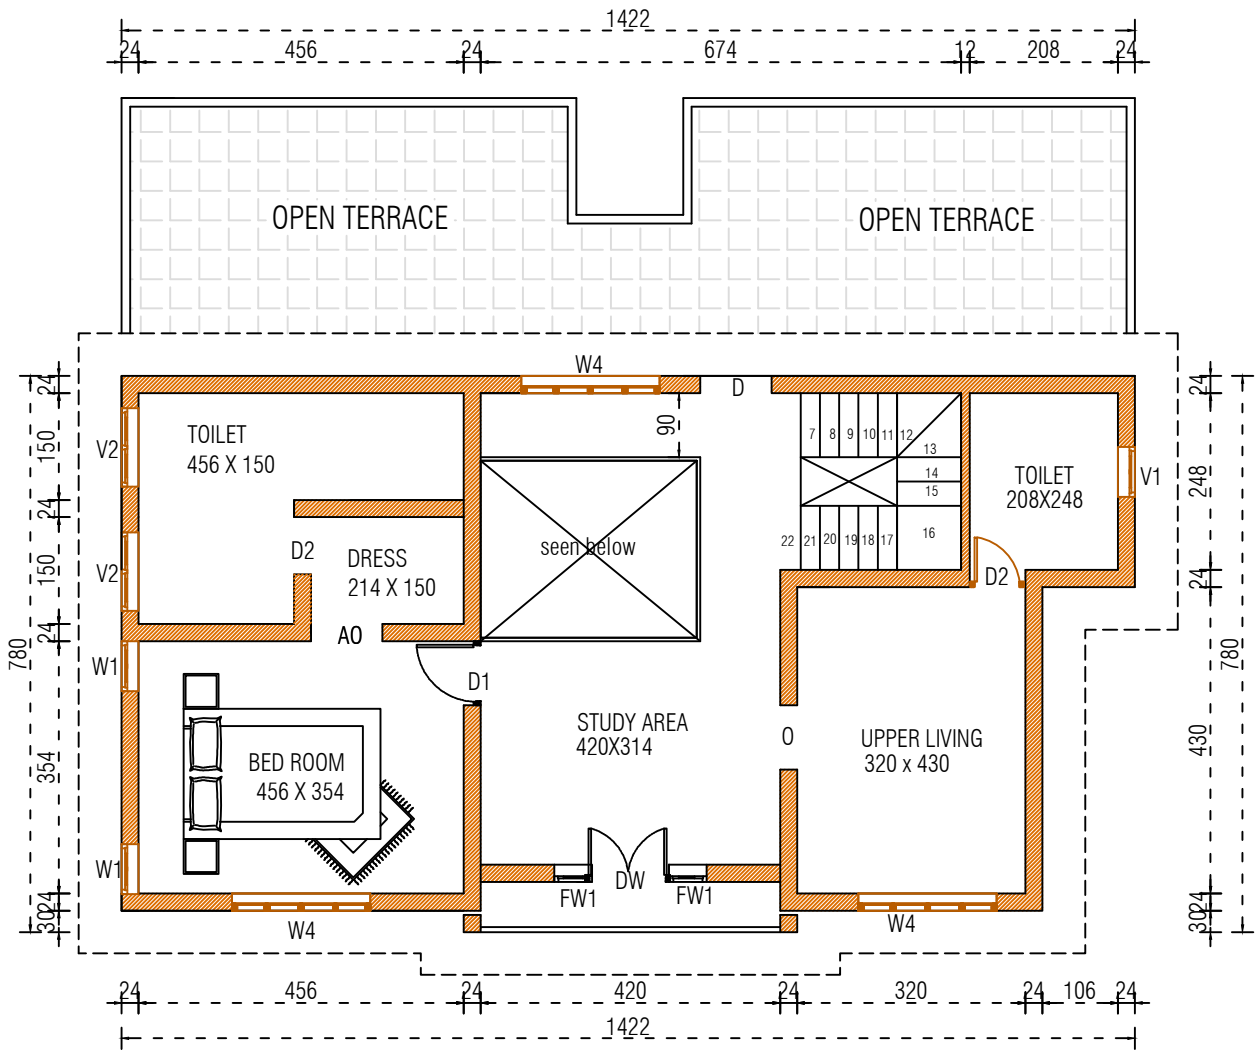 1422
24 456 24 674 12 208 24
OPEN TERRACE OPEN TERRACE
W4
D
24 24
90
TOILET
456 X 150
V2
150
7 8 9 10 11 12
13
14
15
TOILET
208X248
V1
248
24
D2
seen below
DRESS
214 X 150
V2
150
22 21 20 19 18 17 16
D2
24
24
AO
780
W1
D1
780
STUDY AREA
420X314
O
UPPER LIVING
320 x 430
430
BED ROOM
456 X 354
354
W1
DW
FW1 FW1
24 24
30 30
W4 W4
24 456 24 420 24 320 24 106 24
1422